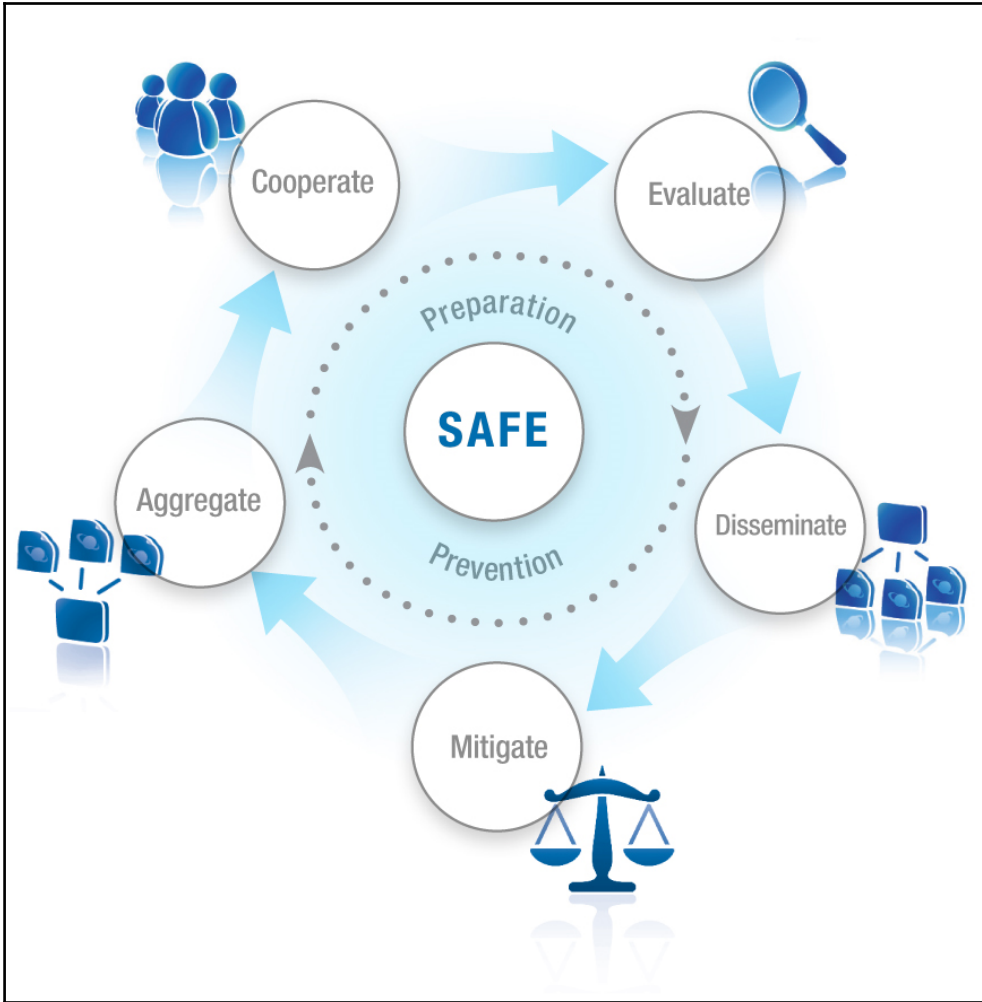 Cooperate
Evaluate
Preparation
SAFE
Aggregate
Disseminate
Prevention
Mitigate